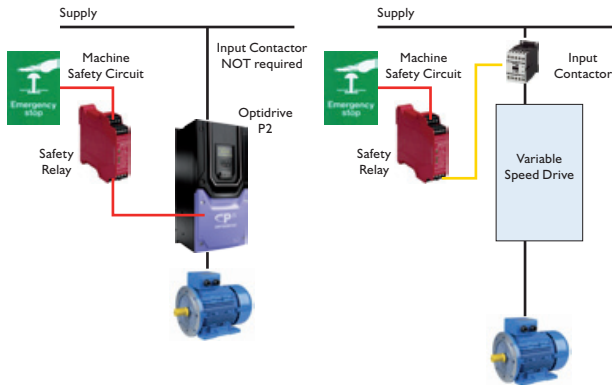 Supply
Machine
Safety Circuit
Input Contactor
NOT required
Emergency
stop
Optidrive
P2
Safety
Relay
Supply
Machine
Safety Circuit
Input
Contactor
Emergency
stop
Safety
Relay
Variable
Speed Drive